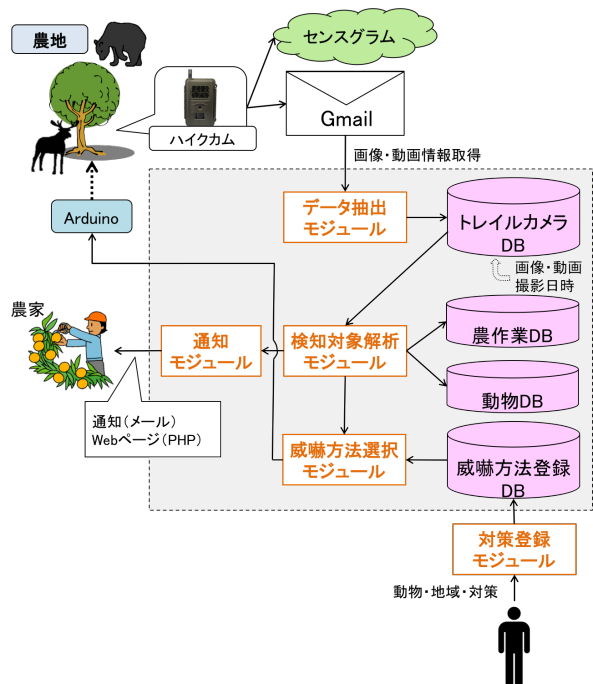 農地
センスグラム
Gmail
ハイクカム
画像・動画情報取得
Arduino
データ抽出
モジュール
トレイルカメラ
DB
画像・動画
撮影日時
農家
通知
モジュール
検知対象解析
モジュール
農作業DB
動物DB
通知（メール）
Webページ（PHP）
威嚇方法選択
モジュール
威嚇方法登録
DB
対策登録
モジュール
動物・地域・対策